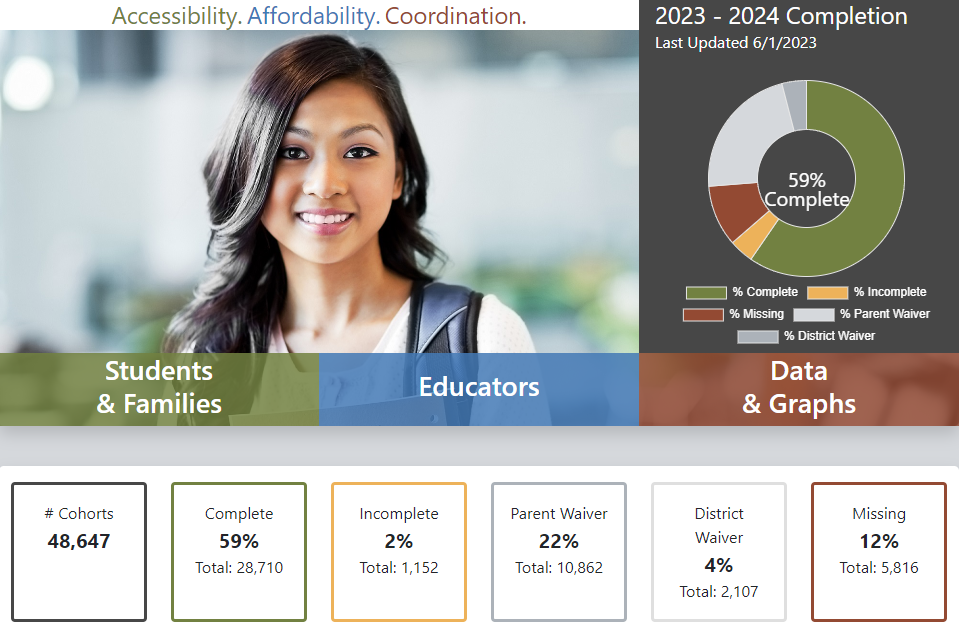 Accessibility. Affordability. Coordination.
2023 - 2024 Completion
Last Updated 6/1/2023
59%
Complete
% Complete % Incomplete
% Missing % Parent Waiver
% District Waiver
Students
& Families
Educators
Data
& Graphs
# Cohorts
48,647
Complete
59%
Total: 28,710
Incomplete
2%
Total: 1,152
Parent Waiver
22%
Total: 10,862
District
Waiver
4%
Total: 2,107
Missing
12%
Total: 5,816